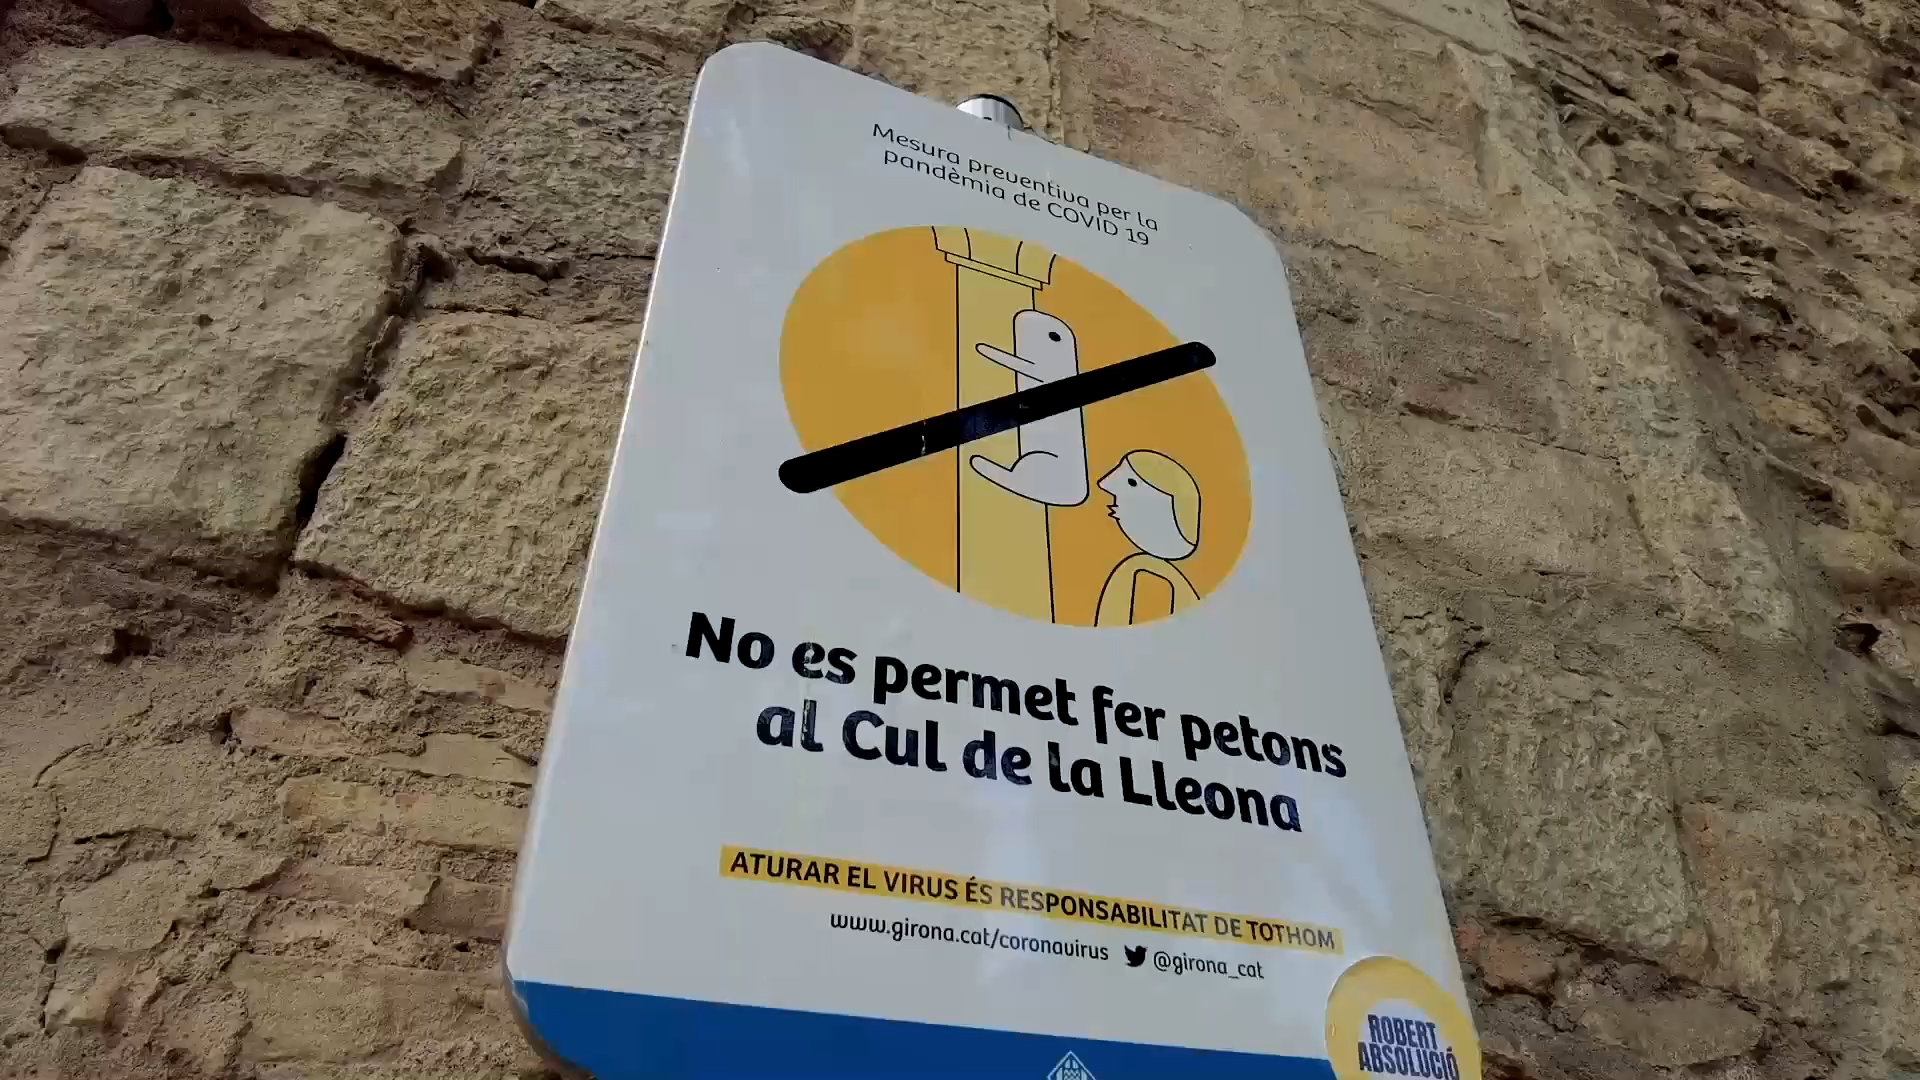 Mesura preventiva per la
pandèmia de COVID 19
No es permet fer petons
al Cul de la Lleona
ATURAR EL VIRUS ÉS RESPONSABILITAT DE TOTHOM
www.girona.cat/coronavirus @girona_cat
ROBERT
ABSOLUCIÓ